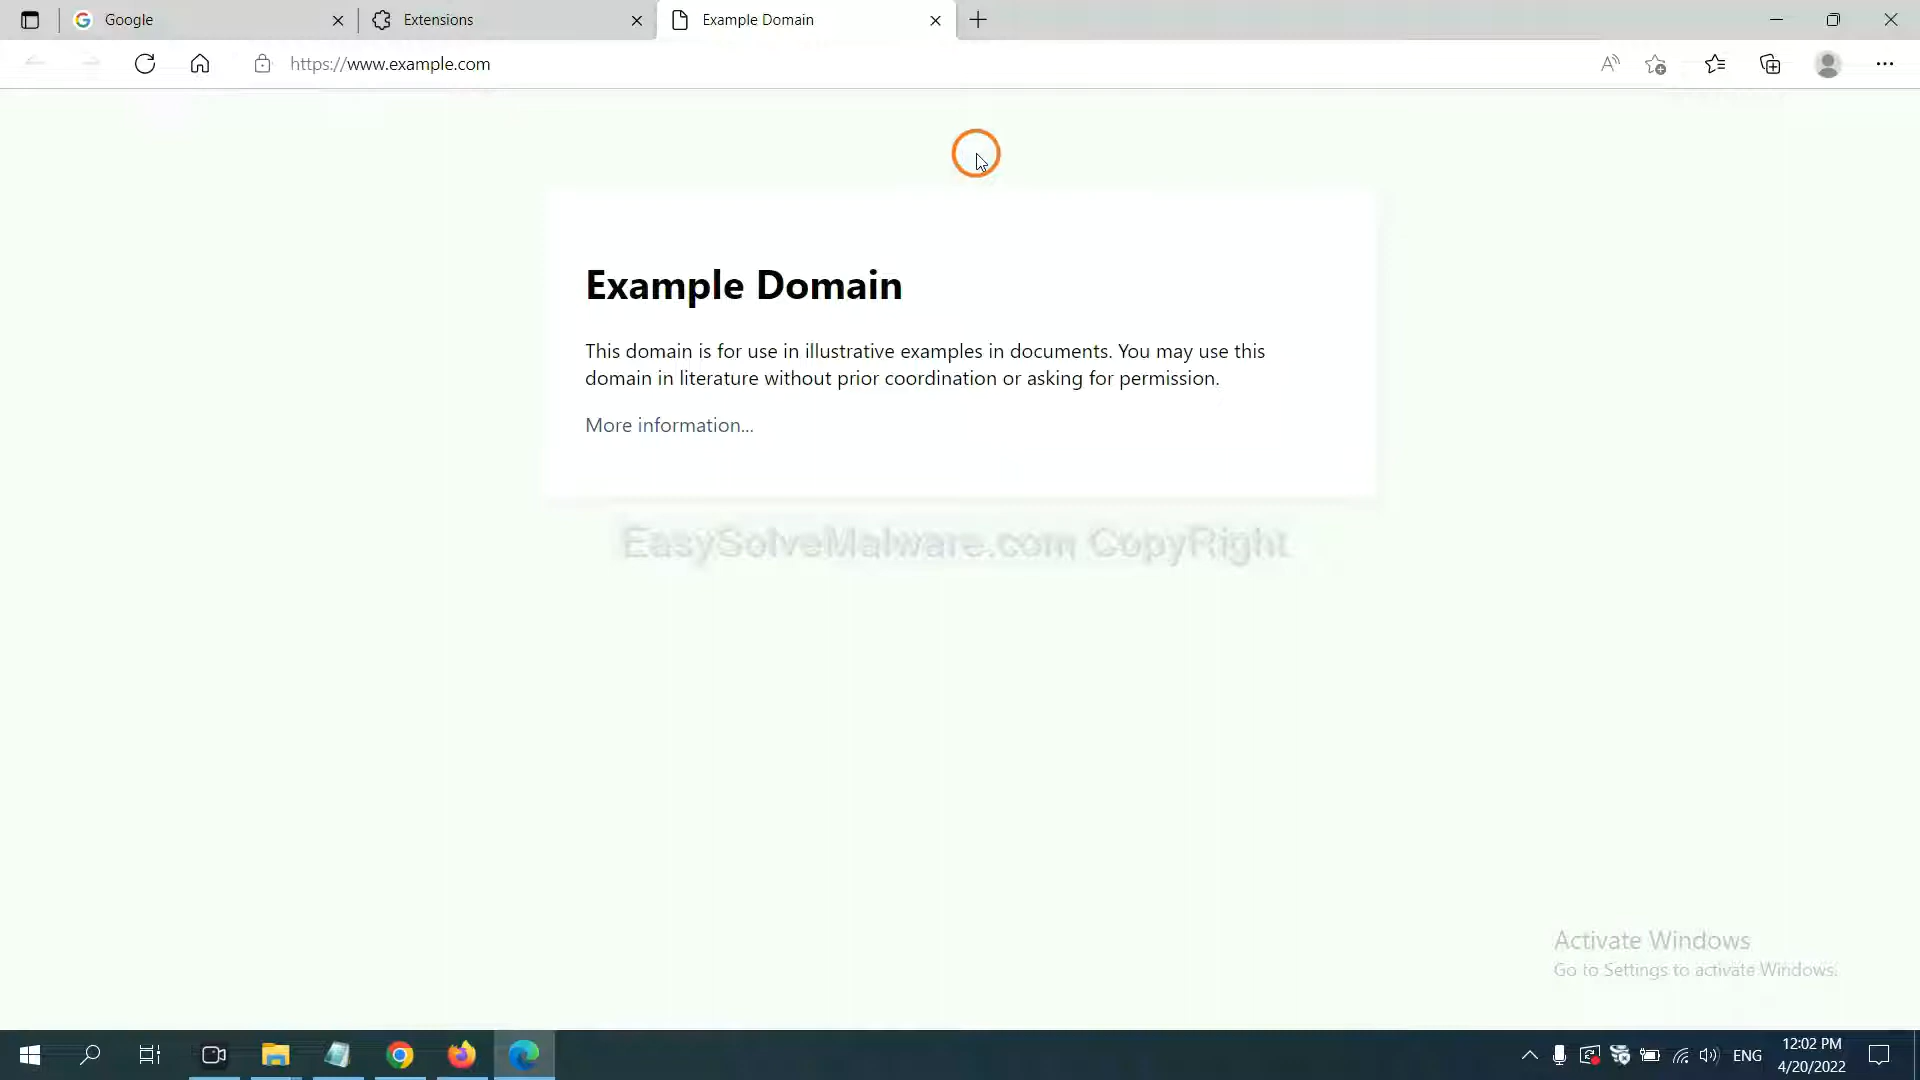 Google
Extensions
Example Domain
https://www.example.com
Example Domain
This domain is for use in illustrative examples in documents. You may use this
domain in literature without prior coordination or asking for permission.
More information...
EasySolveMalware.com CopyRight
Activate Windows
Go to Settings to activate Windows.
ENG
12:02 PM
4/20/2022